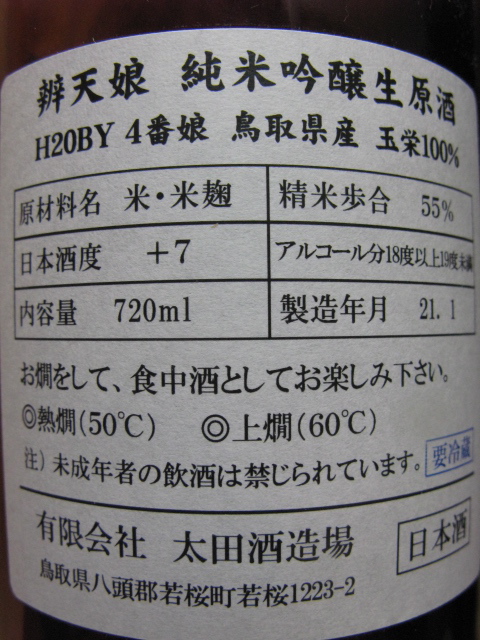 辨天娘 純米吟醸生原酒
H20BY 4番娘 鳥取県産 玉栄100%
原材料名 米・米麹 精米歩合 55%
日本酒度 +7 アルコール分18度以上19度未満
内容量 720ml 製造年月 21. 1
お燗をして、食中酒としてお楽しみ下さい。
◎熱燗(50℃) ◎上燗(60℃)
注）未成年者の飲酒は禁じられています。 要冷蔵
有限会社 太田酒造場 日本酒
鳥取県八頭郡若桜町若桜1223-2